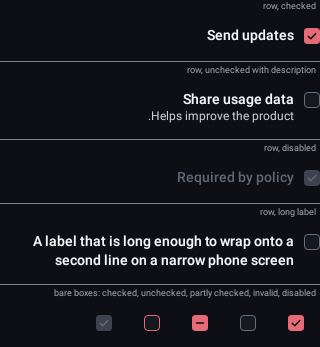 row, checked
Send updates
row, unchecked with description
Share usage data
.Helps improve the product
row, disabled
Required by policy
row, long label
A label that is long enough to wrap onto a
second line on a narrow phone screen
bare boxes: checked, unchecked, partly checked, invalid, disabled